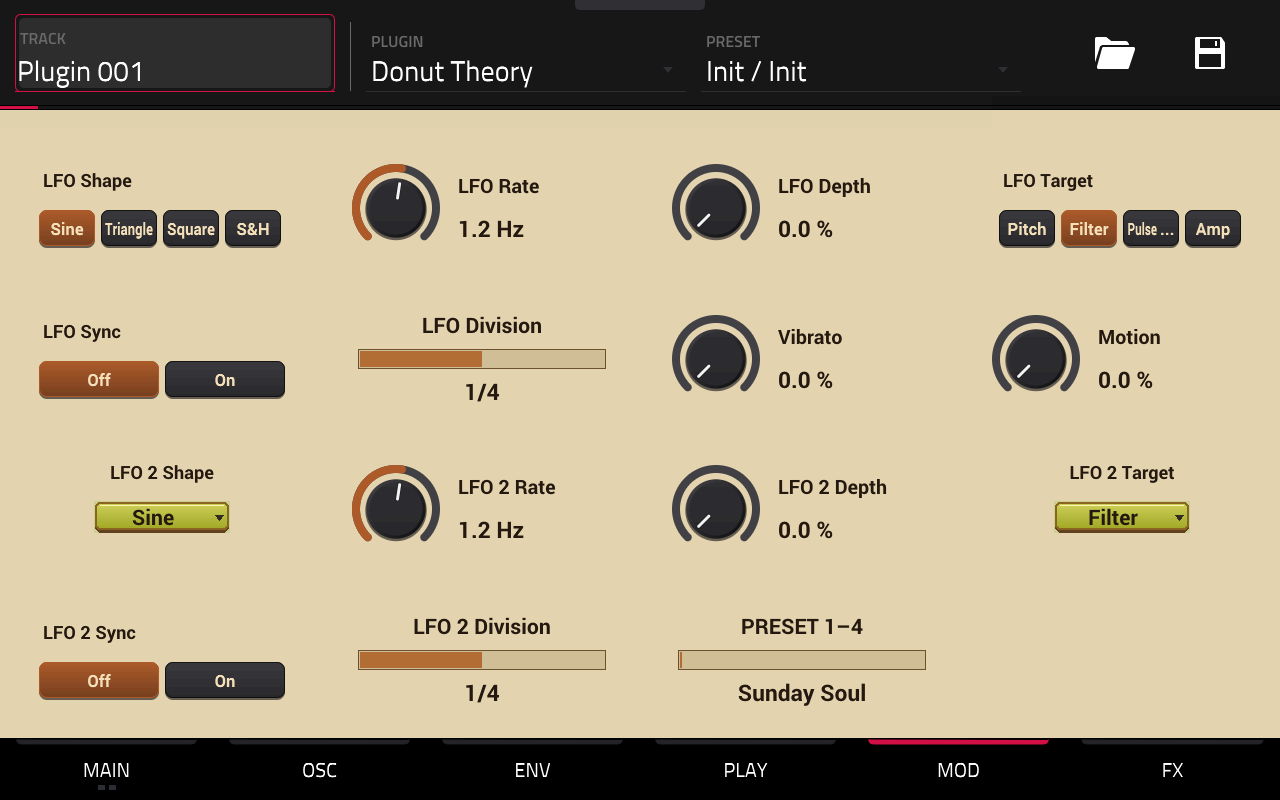 TRACK
Plugin 001
PLUGIN
Donut Theory
PRESET
Init / Init
LFO Shape
Sine
Triangle
Square
S&H
LFO Rate
1.2 Hz
LFO Depth
0.0 %
LFO Target
Pitch
Filter
Pulse ...
Amp
LFO Sync
Off
On
LFO Division
1/4
Vibrato
0.0 %
Motion
0.0 %
LFO 2 Shape
Sine
LFO 2 Rate
1.2 Hz
LFO 2 Depth
0.0 %
LFO 2 Target
Filter
LFO 2 Sync
Off
On
LFO 2 Division
1/4
PRESET 1–4
Sunday Soul
MAIN
OSC
ENV
PLAY
MOD
FX